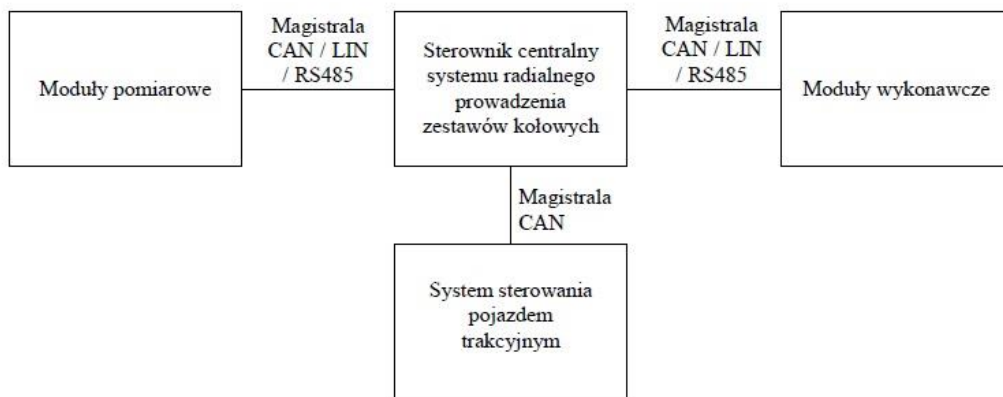 Moduły pomiarowe
Magistrala
CAN / LIN
/ RS485
Sterownik centralny
systemu radialnego
prowadzenia
zestawów kołowych
Magistrala
CAN / LIN
/ RS485
Moduły wykonawcze
Magistrala
CAN
System sterowania
pojazdem
trakcyjnym